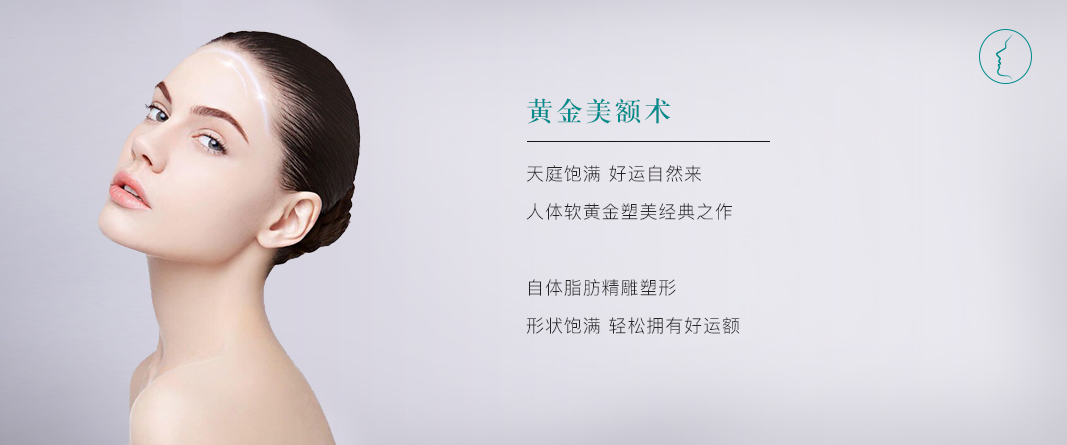 黄金美额术
天庭饱满 好运自然来
人体软黄金塑美经典之作
自体脂肪精雕塑形
形状饱满 轻松拥有好运额